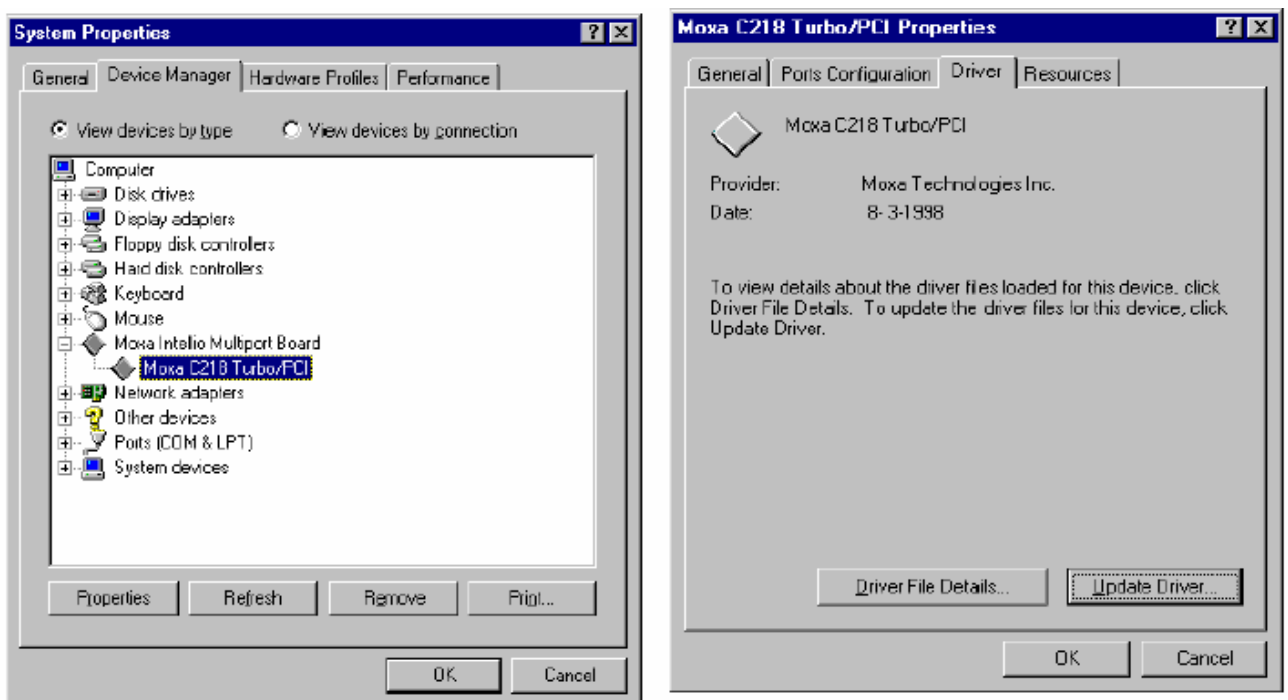 System Properties
General Device Manager Hardware Profiles Performance
View devices by type View devices by connection
Computer
Disk drives
Display adapters
Floppy disk controllers
Hard disk controllers
Keyboard
Mouse
Moxa Intellio Multiport Board
Moxa C218 Turbo/PCI
Network adapters
Other devices
Ports (COM & LPT)
System devices
Properties Refresh Remove Print...
OK Cancel
Moxa C218 Turbo/PCI Properties
General Ports Configuration Driver Resources
Moxa C218 Turbo/PCI
Provider: Moxa Technologies Inc.
Date: 8- 3-1998
To view details about the driver files loaded for this device, click
Driver File Details. To update the driver files for this device, click
Update Driver.
Driver File Details... Update Driver...
OK Cancel